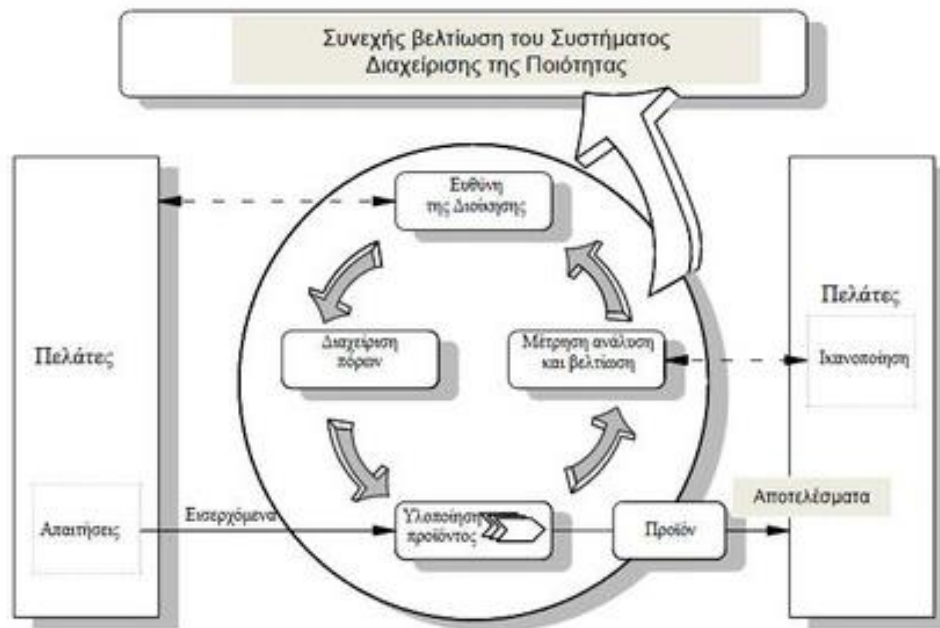 Συνεχής βελτίωση του Συστήματος
Διαχείρισης της Ποιότητας
Ευθύνη
της Διοίκησης
Πελάτες
Διαχείριση
πόρων
Μέτρηση ανάλυση
και βελτίωση
Πελάτες
Ικανοποίηση
Απαιτήσεις
Εισερχόμενα
Υλοποίηση
προϊόντος
Προϊόν
Αποτελέσματα